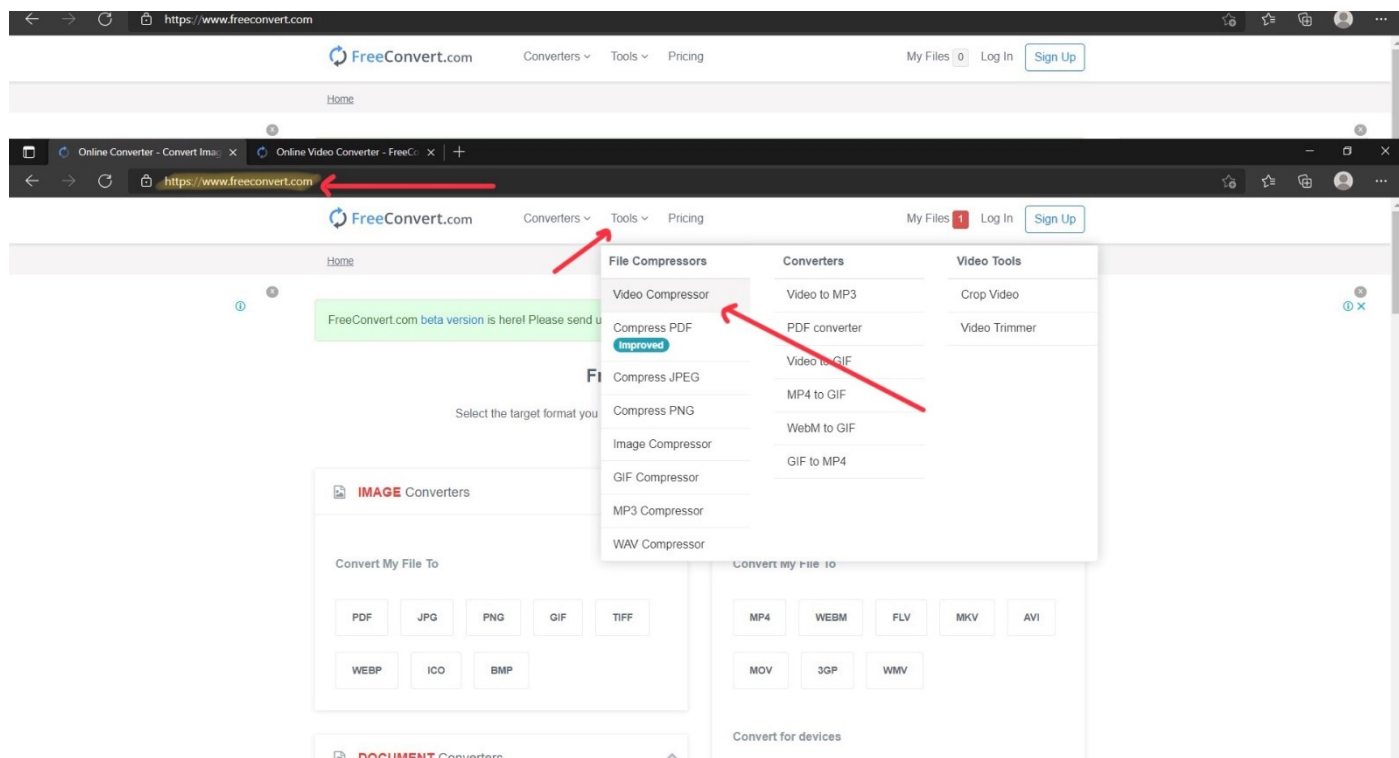 https://www.freeconvert.com
FreeConvert.com Converters Tools Pricing My Files 0 Log In Sign Up
Home
Online Converter - Convert Imag Online Video Converter - FreeCo
https://www.freeconvert.com
FreeConvert.com Converters Tools Pricing My Files 1 Log In Sign Up
Home
File Compressors Converters Video Tools
Video Compressor Video to MP3 Crop Video
FreeConvert.com beta version is here! Please send u
Compress PDF PDF converter Video Trimmer
Improved
Video to GIF
Fr
Compress JPEG
MP4 to GIF
Select the target format you
Compress PNG
WebM to GIF
Image Compressor
GIF to MP4
GIF Compressor
IMAGE Converters
MP3 Compressor
WAV Compressor
Convert My File To Convert My File To
PDF JPG PNG GIF TIFF MP4 WEBM FLV MKV AVI
WEBP ICO BMP MOV 3GP WMV
Convert for devices
DOCUMENT Converters